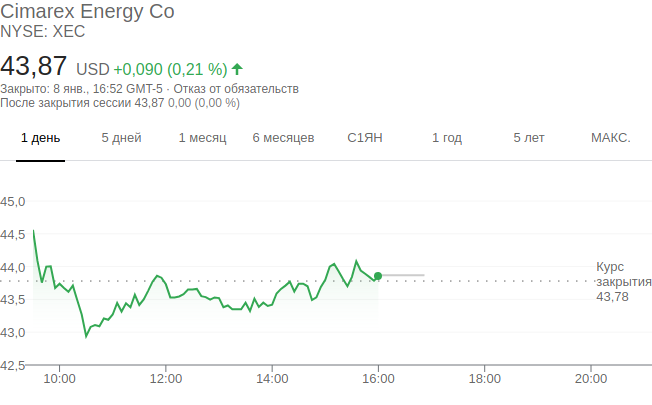 Cimarex Energy Co
NYSE: XEC
43,87 USD +0,090 (0,21 %)
Закрыто: 8 янв., 16:52 GMT-5 · Отказ от обязательств
После закрытия сессии 43,87 0,00 (0,00 %)
1 день 5 дней 1 месяц 6 месяцев С1ЯН 1 год 5 лет МАКС.
45,0
44,5
44,0
43,5
43,0
42,5
Курс
закрытия
43,78
10:00 12:00 14:00 16:00 18:00 20:00